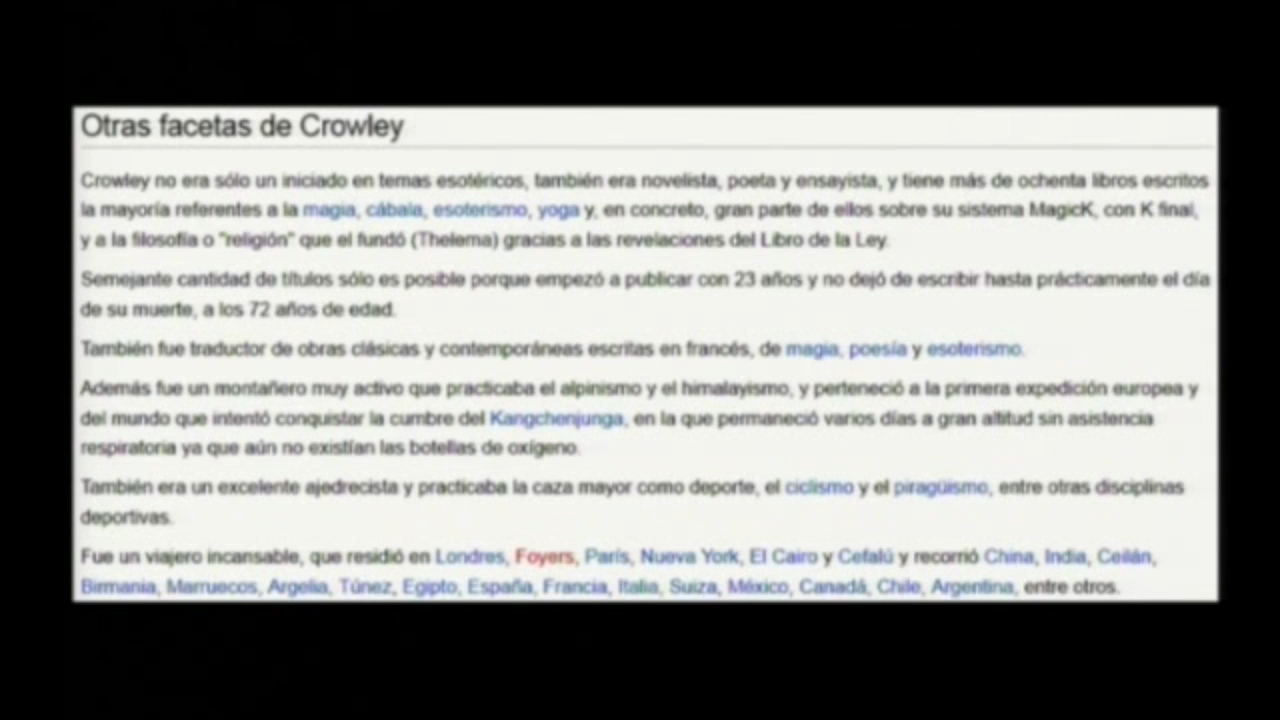 Otras facetas de Crowley
Crowley no era sólo un iniciado en temas esotéricos, también era novelista, poeta y ensayista, y tiene más de ochenta libros escritos
la mayoría referentes a la magia, cábala, esoterismo, yoga y, en concreto, gran parte de ellos sobre su sistema MagicK, con K final,
y a la filosofía o "religión" que el fundó (Thelema) gracias a las revelaciones del Libro de la Ley.
Semejante cantidad de títulos sólo es posible porque empezó a publicar con 23 años y no dejó de escribir hasta prácticamente el día
de su muerte, a los 72 años de edad.
También fue traductor de obras clásicas y contemporáneas escritas en francés, de magia, poesía y esoterismo.
Además fue un montañero muy activo que practicaba el alpinismo y el himalayismo, y perteneció a la primera expedición europea y
del mundo que intentó conquistar la cumbre del Kangchenjunga, en la que permaneció varios días a gran altitud sin asistencia
respiratoria ya que aún no existían las botellas de oxígeno.
También era un excelente ajedrecista y practicaba la caza mayor como deporte, el ciclismo y el piragüismo, entre otras disciplinas
deportivas.
Fue un viajero incansable, que residió en Londres, Foyers, París, Nueva York, El Cairo y Cefalú y recorrió China, India, Ceilán,
Birmania, Marruecos, Argelia, Túnez, Egipto, España, Francia, Italia, Suiza, México, Canadá, Chile, Argentina, entre otros.